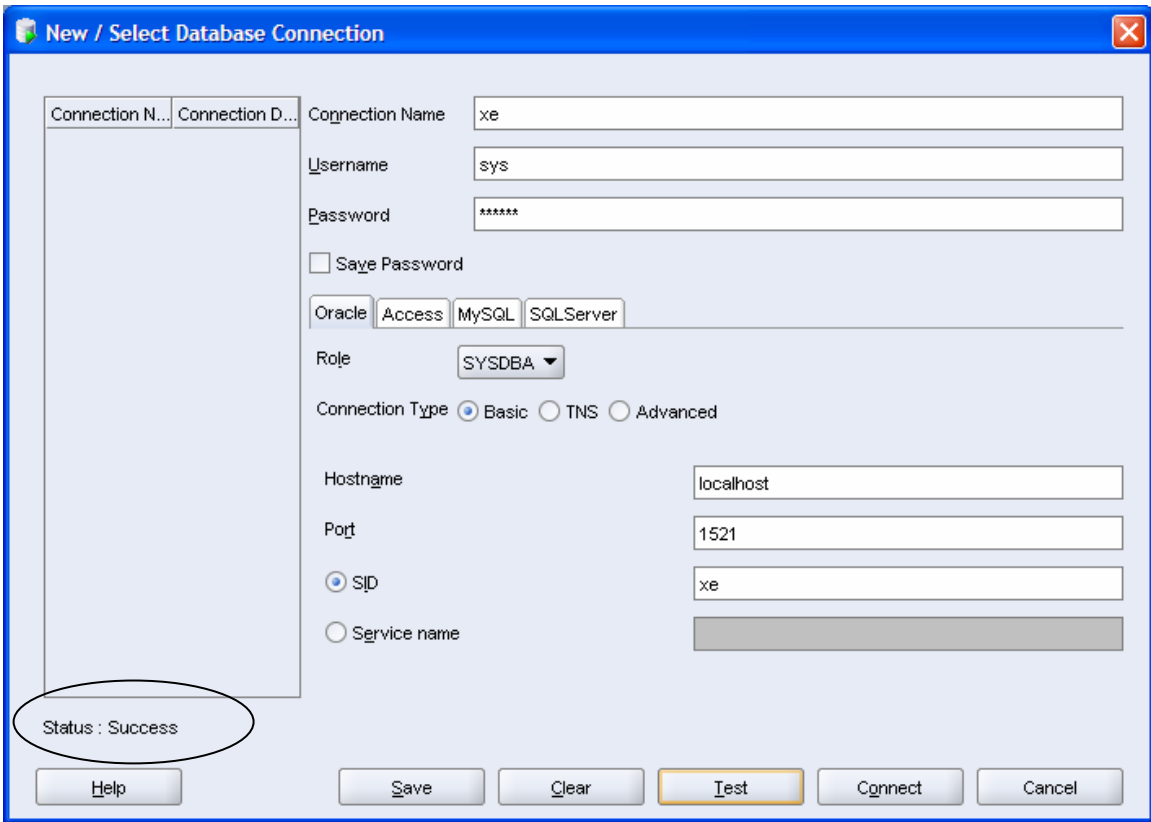 New / Select Database Connection
Connection N... Connection D...
Connection Name xe
Username sys
Password ******
Save Password
Oracle Access MySQL SQLServer
Role SYSDBA
Connection Type Basic TNS Advanced
Hostname localhost
Port 1521
SID xe
Service name
Status : Success
Help Save Clear Test Connect Cancel